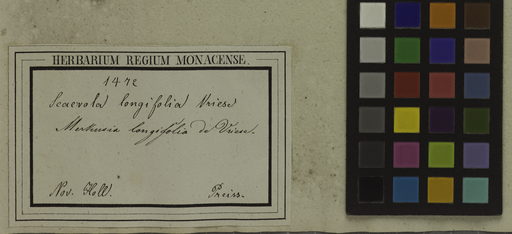 HERBARIUM REGIUM MONACENSE.
1472
Scaevola longifolia Vriese
Merkusia longifolia de Vriese.
Nov. Holl. Preiss.